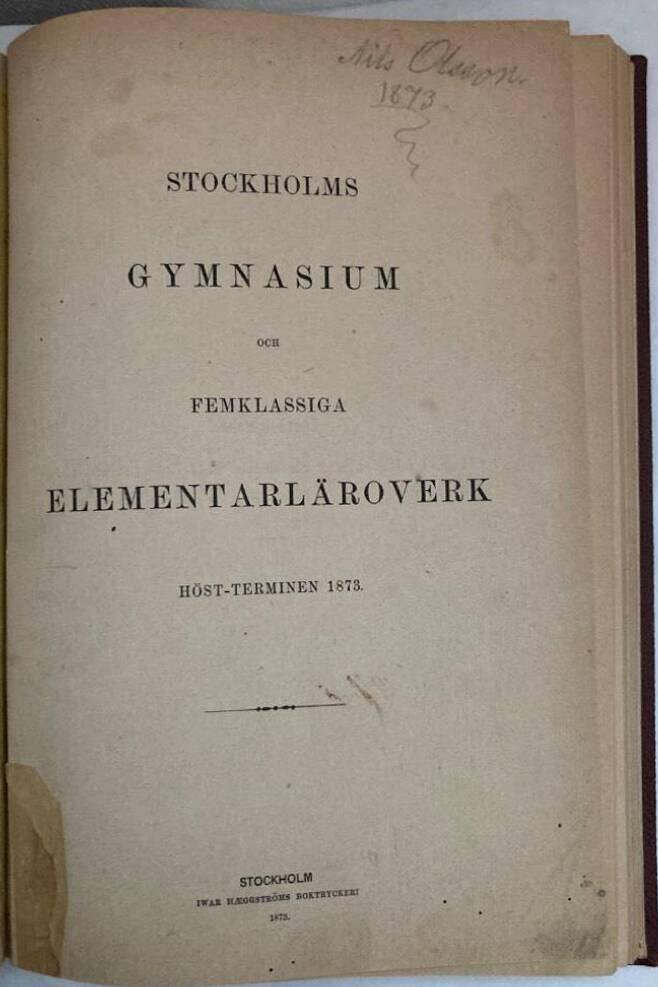 Nils Olsson.
1873.
STOCKHOLMS
GYMNASIUM
OCH
FEMKLASSIGA
ELEMENTARLÄROVERK
HÖST-TERMINEN 1873.
STOCKHOLM
IWAR HÆGGSTRÖMS BOKTRYCKERI
1873.